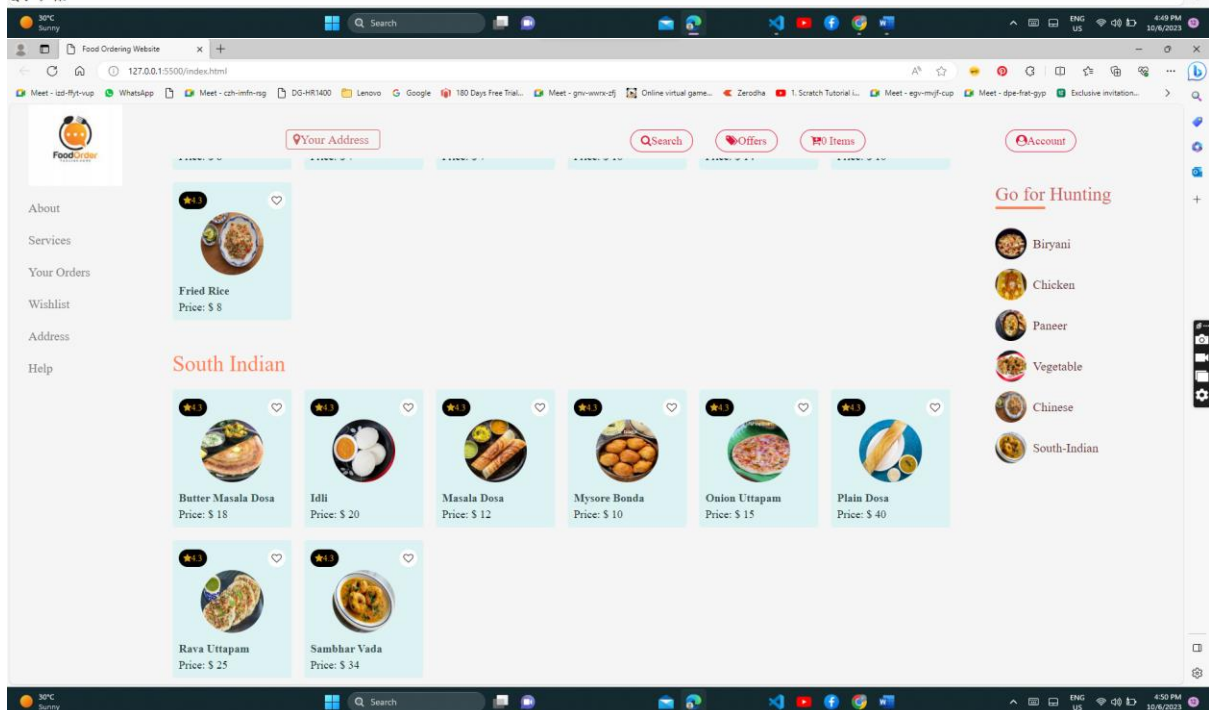 30°C
Sunny
Search
ENG
US
4:49 PM
10/6/2023
Food Ordering Website
127.0.0.1:5500/index.html
Meet - izd-ffyt-vup
WhatsApp
Meet - czh-imfn-rsg
DG-HR1400
Lenovo
Google
180 Days Free Trial...
Meet - gnv-wwrx-zfj
Online virtual game...
Zerodha
1. Scratch Tutorial i...
Meet - egv-mvjf-cup
Meet - dpe-frat-gyp
Exclusive invitation...
FoodOrder
Your Address
Search
Offers
0 Items
Account
About
Services
Your Orders
Wishlist
Address
Help
4.3
Fried Rice
Price: $ 8
South Indian
4.3 4.3 4.3 4.3 4.3 4.3
Butter Masala Dosa Idli Masala Dosa Mysore Bonda Onion Uttapam Plain Dosa
Price: $ 18 Price: $ 20 Price: $ 12 Price: $ 10 Price: $ 15 Price: $ 40
4.3 4.3
Rava Uttapam Sambhar Vada
Price: $ 25 Price: $ 34
Go for Hunting
Biryani
Chicken
Paneer
Vegetable
Chinese
South-Indian
30°C
Sunny
Search
ENG
US
4:50 PM
10/6/2023